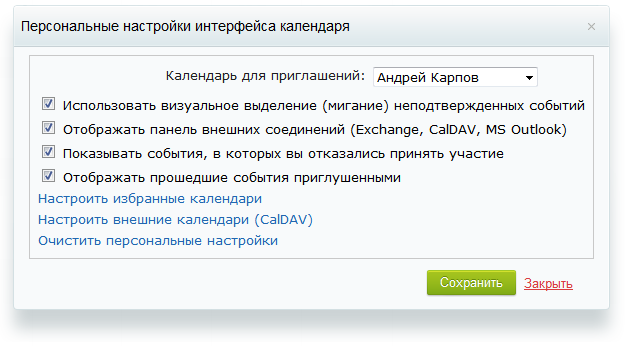 Персональные настройки интерфейса календаря
Календарь для приглашений: Андрей Карпов
Использовать визуальное выделение (мигание) неподтвержденных событий
Отображать панель внешних соединений (Exchange, CalDAV, MS Outlook)
Показывать события, в которых вы отказались принять участие
Отображать прошедшие события приглушенными
Настроить избранные календари
Настроить внешние календари (CalDAV)
Очистить персональные настройки
Сохранить Закрыть